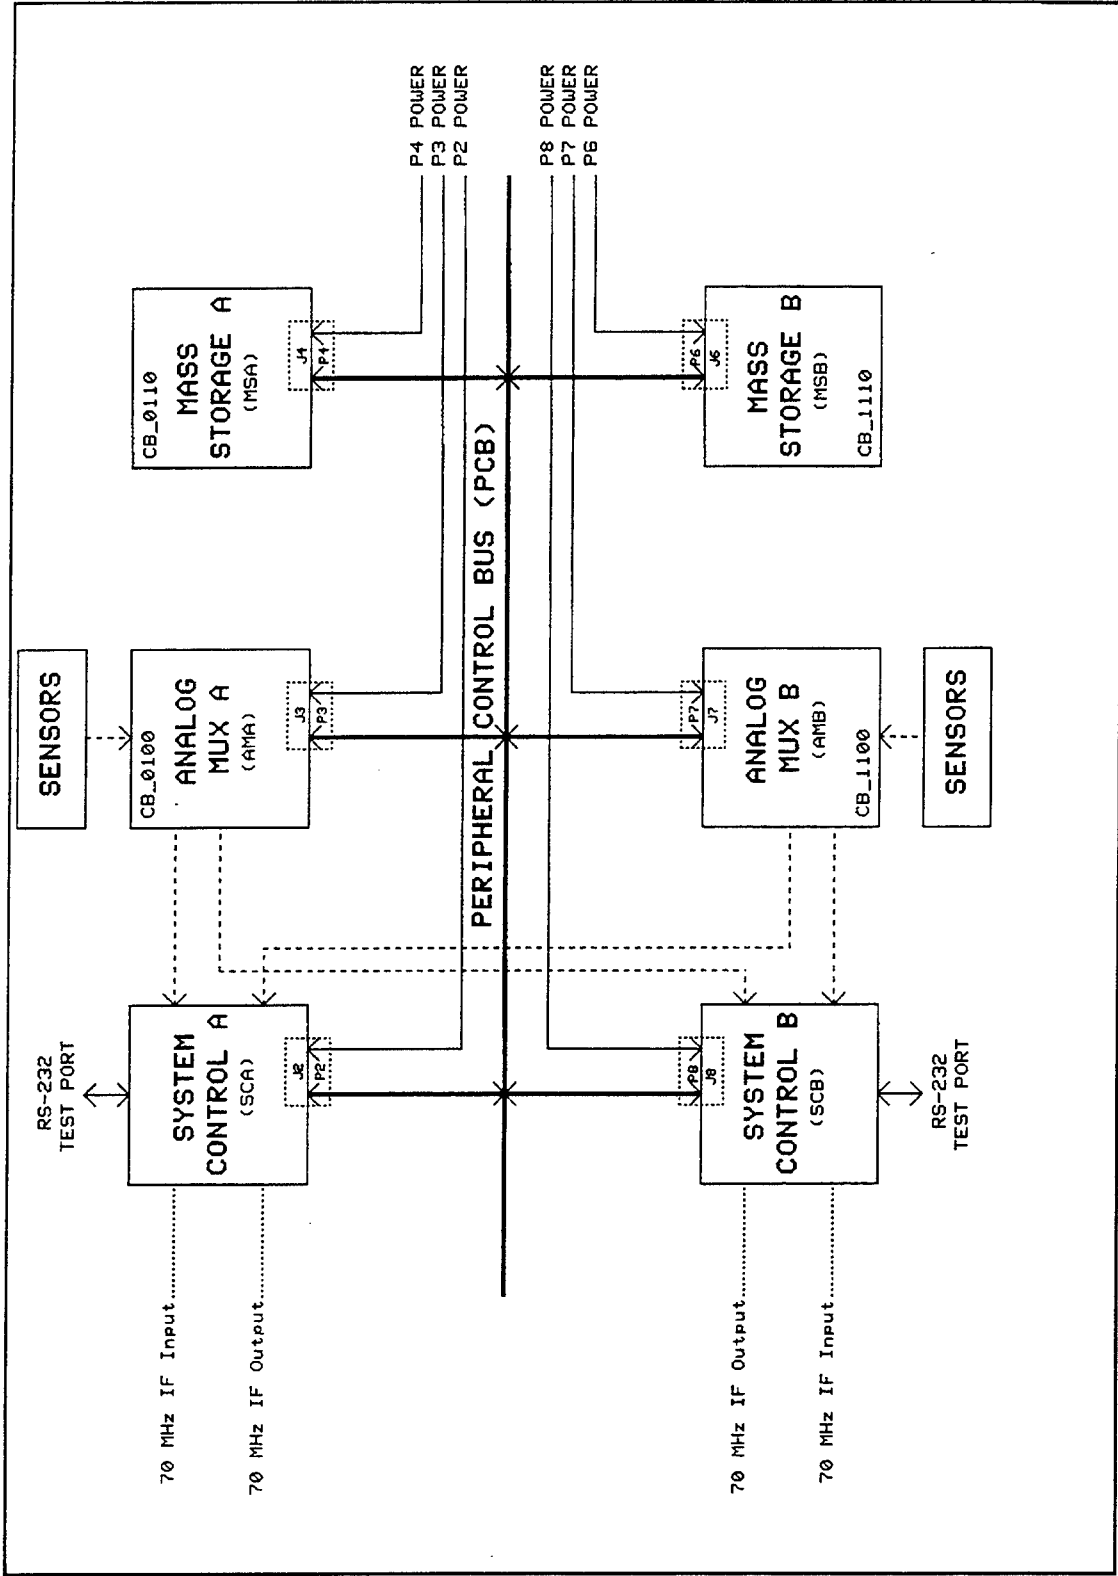 RS-232
TEST PORT
SENSORS
70 MHz IF Input
70 MHz IF Output
SYSTEM
CONTROL A
(SCA)
J2
P2
CB_0100
ANALOG
MUX A
(AMA)
J3
P3
CB_0110
MASS
STORAGE A
(MSA)
J4
P4
P4 POWER
P3 POWER
P2 POWER
PERIPHERAL CONTROL BUS (PCB)
P8 POWER
P7 POWER
P6 POWER
70 MHz IF Output
70 MHz IF Input
P8
J8
SYSTEM
CONTROL B
(SCB)
P7
J7
ANALOG
MUX B
(AMB)
CB_1100
P6
J6
MASS
STORAGE B
(MSB)
CB_1110
RS-232
TEST PORT
SENSORS